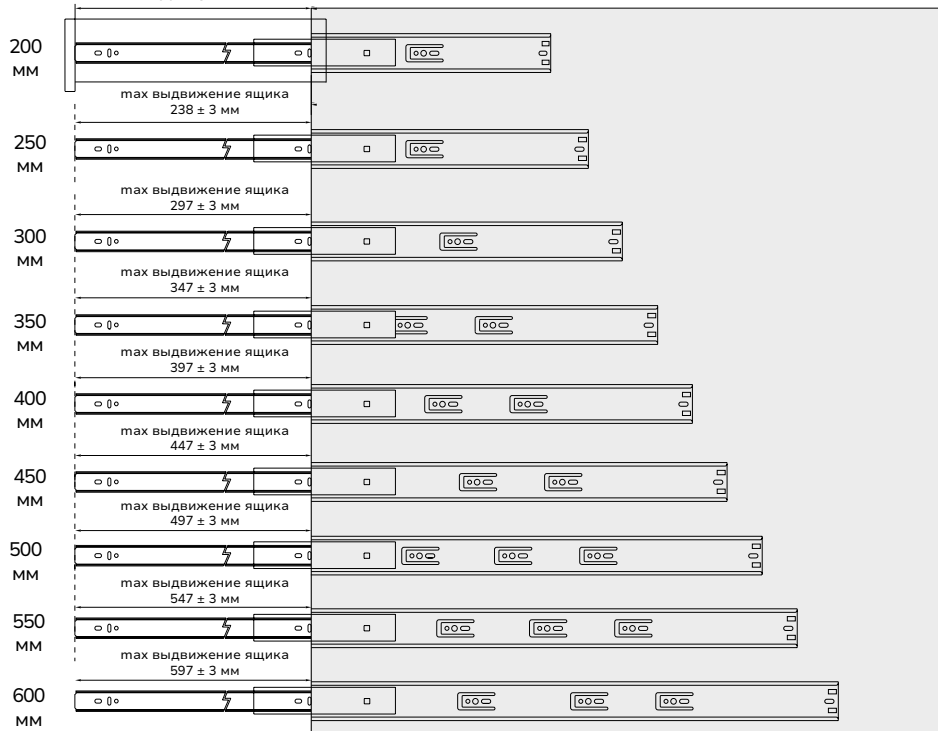 200
мм
max выдвижение ящика
238 ± 3 мм
250
мм
max выдвижение ящика
297 ± 3 мм
300
мм
max выдвижение ящика
347 ± 3 мм
350
мм
max выдвижение ящика
397 ± 3 мм
400
мм
max выдвижение ящика
447 ± 3 мм
450
мм
max выдвижение ящика
497 ± 3 мм
500
мм
max выдвижение ящика
547 ± 3 мм
550
мм
max выдвижение ящика
597 ± 3 мм
600
мм